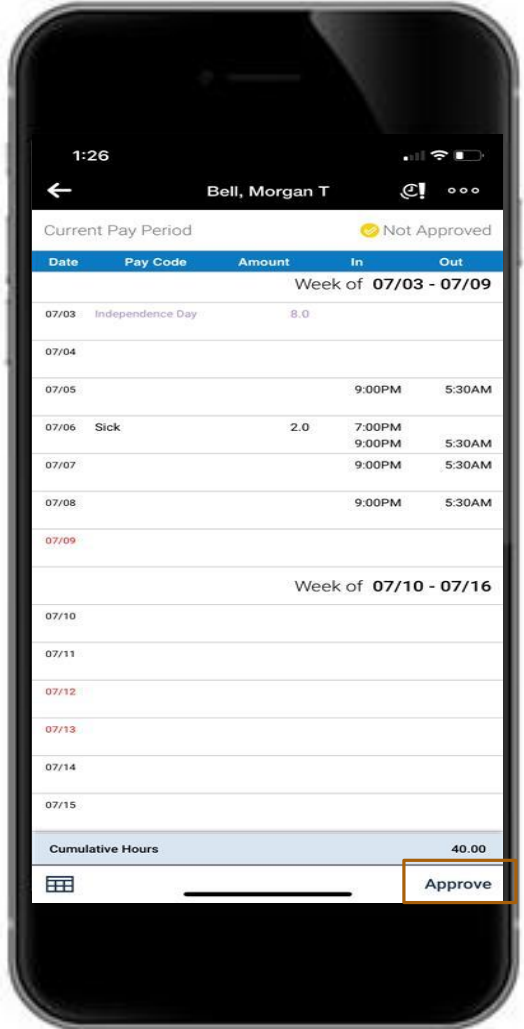 1:26
Bell, Morgan T
Current Pay Period Not Approved
Date Pay Code Amount In Out
Week of 07/03 - 07/09
07/03 Independence Day 8.0
07/04
07/05 9:00PM 5:30AM
07/06 Sick 2.0 7:00PM
9:00PM 5:30AM
07/07 9:00PM 5:30AM
07/08 9:00PM 5:30AM
07/09
Week of 07/10 - 07/16
07/10
07/11
07/12
07/13
07/14
07/15
Cumulative Hours 40.00
Approve